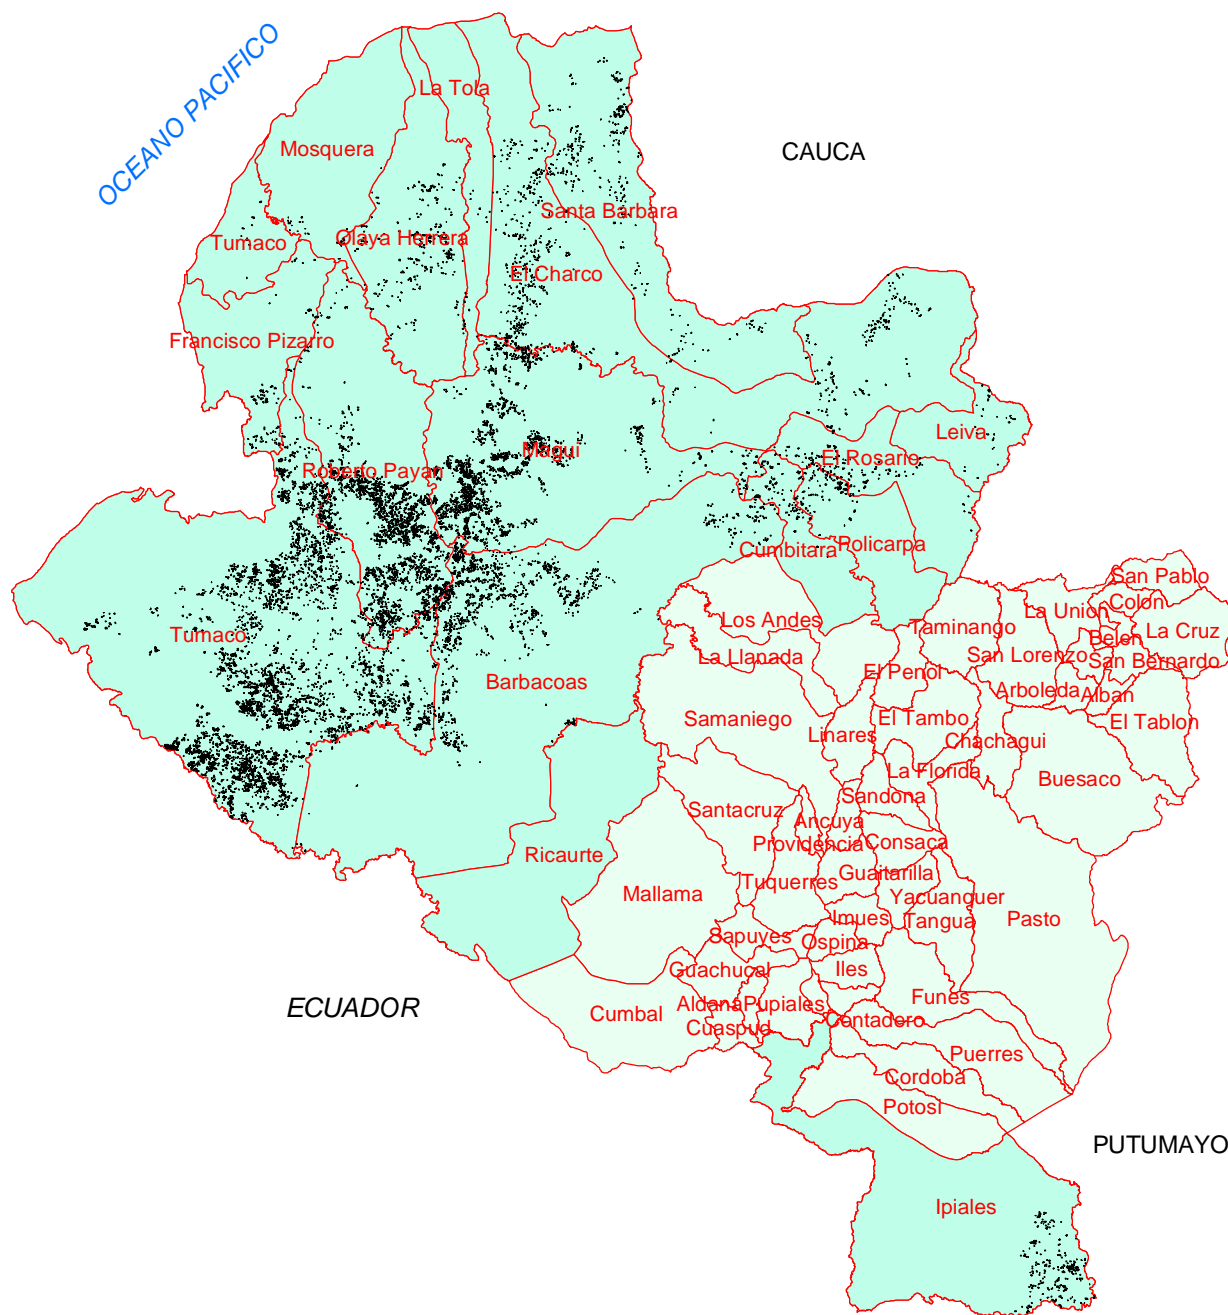 OCEANO PACIFICO
La Tola
Mosquera
CAUCA
Santa Barbara
Tumaco
Olaya Herrera
El Charco
Francisco Pizarro
Leiva
Magui
El Rosario
Roberto Payan
Cumbitara
Policarpa
San Pablo
Colon
La Union
Los Andes
Taminango
Belen
La Cruz
Tumaco
La Llanada
San Lorenzo
San Bernardo
El Penol
Barbacoas
Arboleda
Alban
Samaniego
El Tambo
El Tablon
Linares
Chachagui
La Florida
Buesaco
Sandona
Santacruz
Ancuya
Providencia
Consaca
Ricaurte
Guaitarilla
Mallama
Tuquerres
Yacuanquer
Imues
Tangua
Pasto
Sapuyes
Ospina
Guachucal
Iles
ECUADOR
Cumbal
Aldana
Pupiales
Funes
Cuaspud
Contadero
Puerres
Cordoba
Potosi
PUTUMAYO
Ipiales